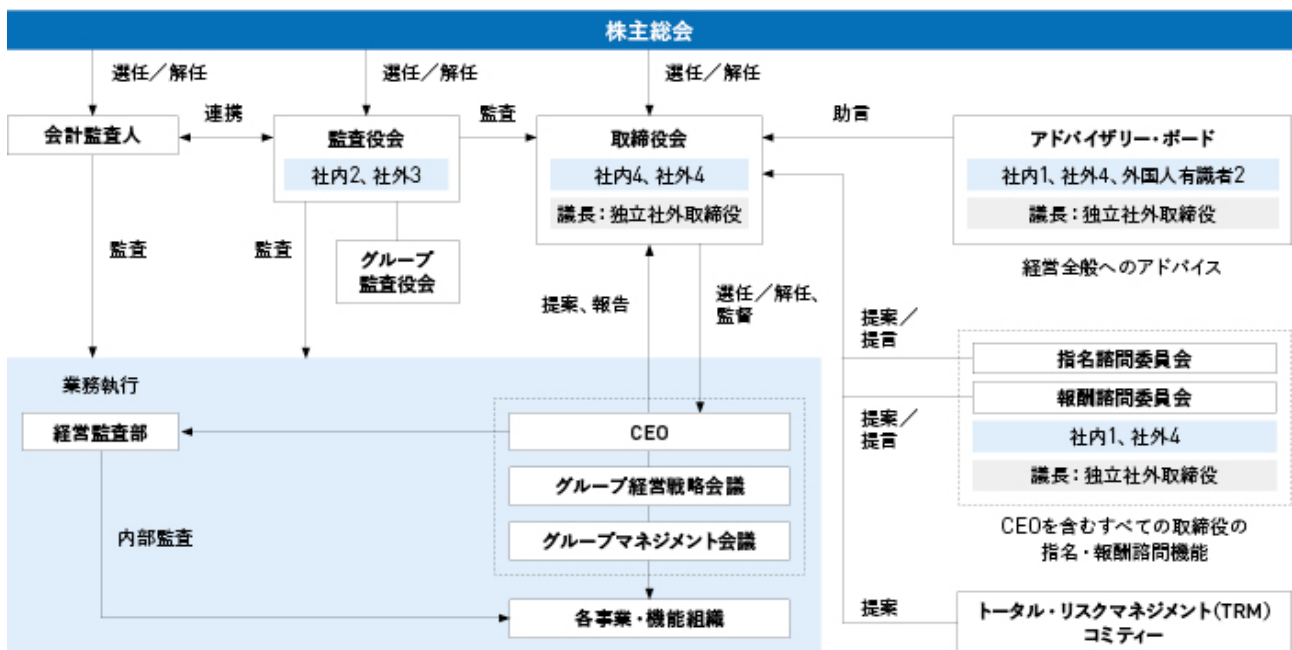 株主総会
選任／解任
選任／解任
選任／解任
会計監査人
連携
監査役会
社内2、社外3
監査
取締役会
社内4、社外4
議長：独立社外取締役
助言
アドバイザリー・ボード
社内1、社外4、外国人有識者2
議長：独立社外取締役
経営全般へのアドバイス
監査
監査
グループ
監査役会
提案、報告
選任／解任、
監督
提案／
提言
指名諮問委員会
報酬諮問委員会
社内1、社外4
議長：独立社外取締役
提案／
提言
CEOを含むすべての取締役の
指名・報酬諮問機能
業務執行
経営監査部
CEO
グループ経営戦略会議
グループマネジメント会議
内部監査
各事業・機能組織
提案
トータル・リスクマネジメント(TRM)
コミティー